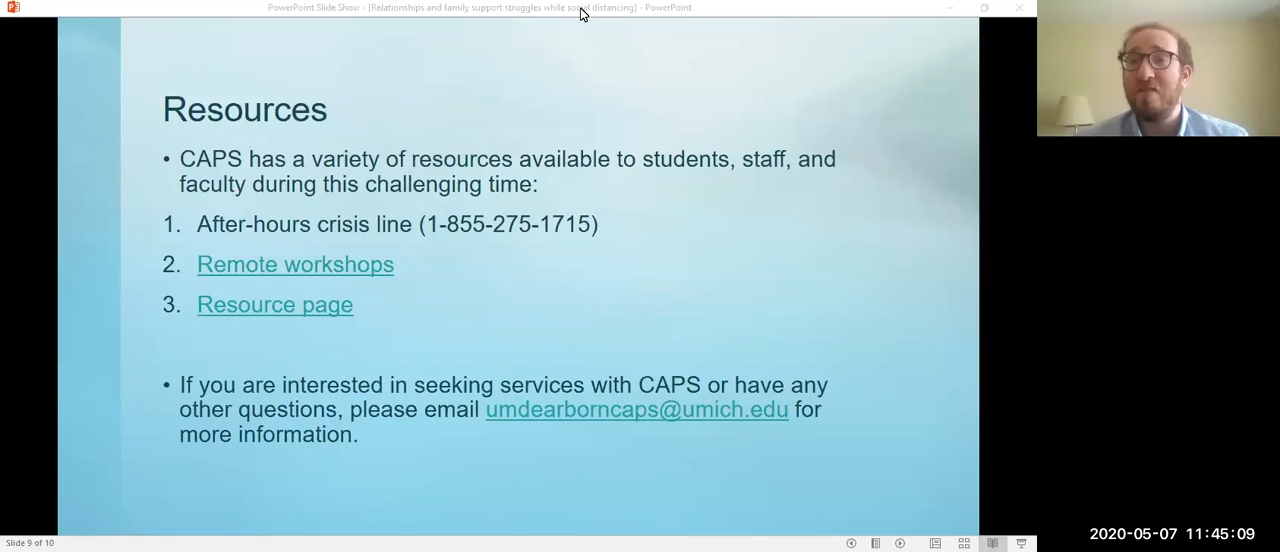 PowerPoint Slide Show - [Relationships and family support struggles while social distancing] - PowerPoint
Resources
• CAPS has a variety of resources available to students, staff, and
faculty during this challenging time:
1. After-hours crisis line (1-855-275-1715)
2. Remote workshops
3. Resource page
• If you are interested in seeking services with CAPS or have any
other questions, please email umdearborncaps@umich.edu for
more information.
Slide 9 of 10
2020-05-07 11:45:09